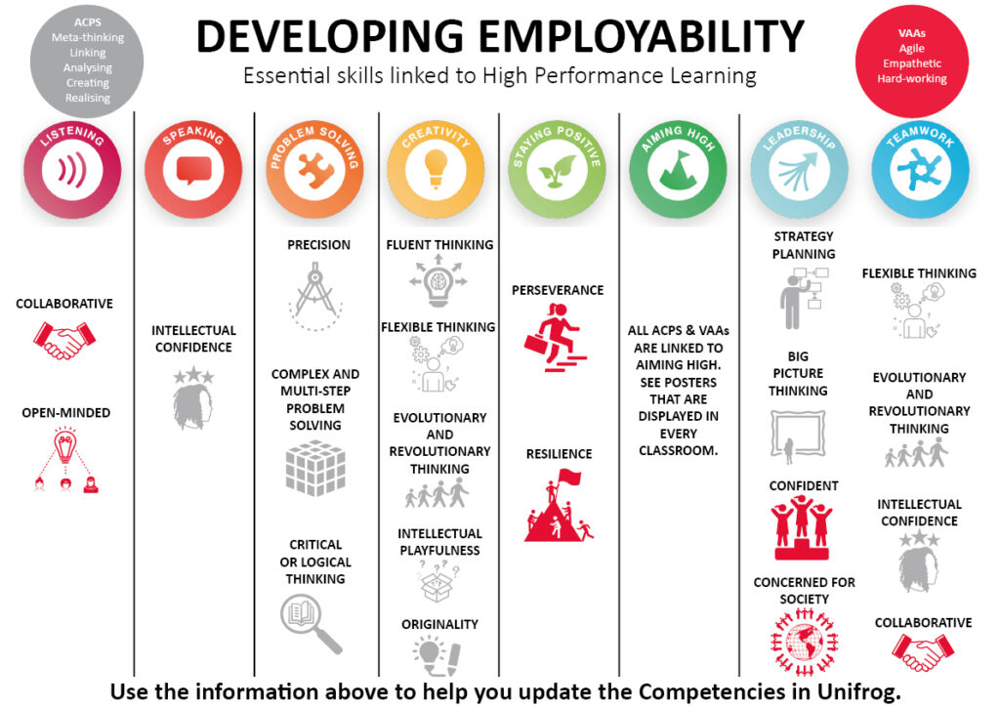 ACPS
Meta-thinking
Linking
Analysing
Creating
Realising
DEVELOPING EMPLOYABILITY
Essential skills linked to High Performance Learning
VAAs
Agile
Empathetic
Hard-working
LISTENING
COLLABORATIVE
OPEN-MINDED
SPEAKING
INTELLECTUAL
CONFIDENCE
PROBLEM SOLVING
PRECISION
COMPLEX AND
MULTI-STEP
PROBLEM
SOLVING
CRITICAL
OR LOGICAL
THINKING
CREATIVITY
FLUENT THINKING
FLEXIBLE THINKING
EVOLUTIONARY
AND
REVOLUTIONARY
THINKING
INTELLECTUAL
PLAYFULNESS
ORIGINALITY
STAYING POSITIVE
PERSEVERANCE
RESILIENCE
AIMING HIGH
ALL ACPS & VAAs
ARE LINKED TO
AIMING HIGH.
SEE POSTERS
THAT ARE
DISPLAYED IN
EVERY
CLASSROOM.
LEADERSHIP
STRATEGY
PLANNING
BIG
PICTURE
THINKING
CONFIDENT
CONCERNED FOR
SOCIETY
TEAMWORK
FLEXIBLE THINKING
EVOLUTIONARY
AND
REVOLUTIONARY
THINKING
INTELLECTUAL
CONFIDENCE
COLLABORATIVE
Use the information above to help you update the Competencies in Unifrog.